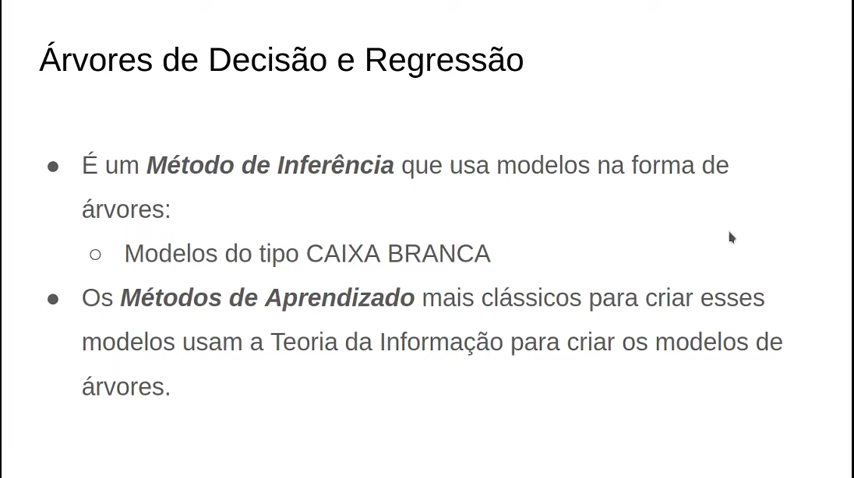 Árvores de Decisão e Regressão
● É um Método de Inferência que usa modelos na forma de
árvores:
○ Modelos do tipo CAIXA BRANCA
● Os Métodos de Aprendizado mais clássicos para criar esses
modelos usam a Teoria da Informação para criar os modelos de
árvores.